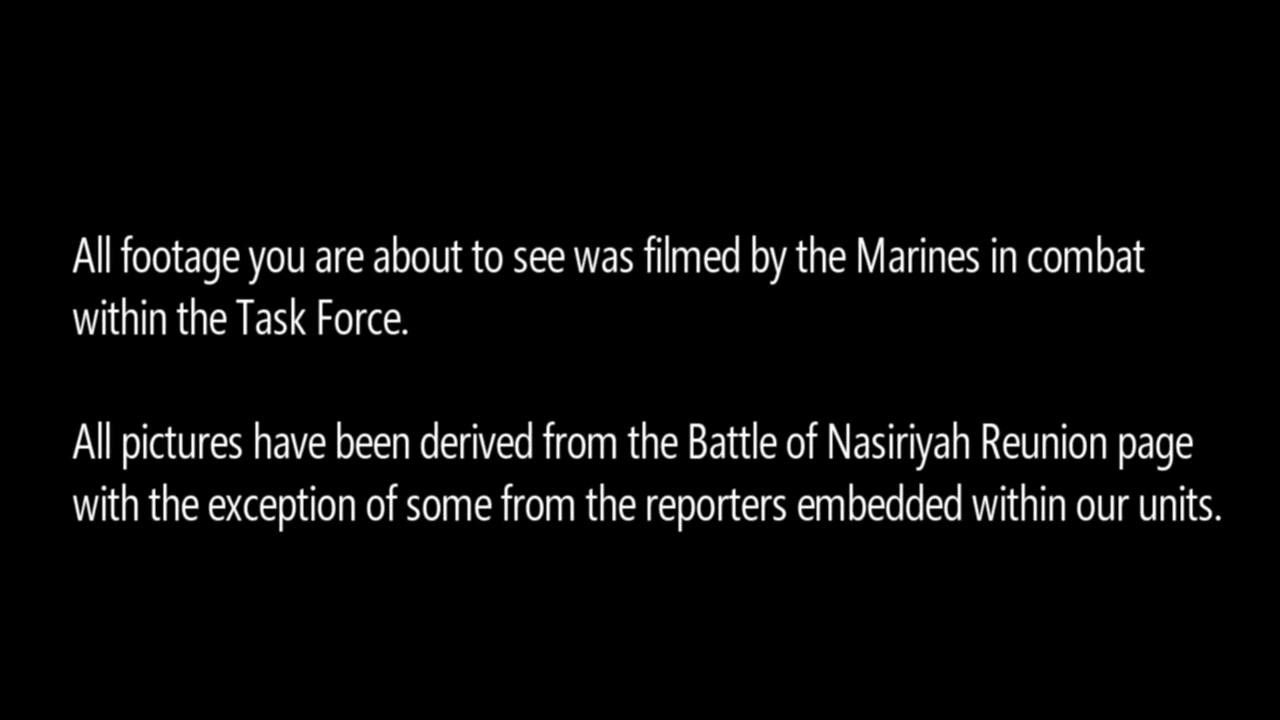 All footage you are about to see was filmed by the Marines in combat
within the Task Force.
All pictures have been derived from the Battle of Nasiriyah Reunion page
with the exception of some from the reporters embedded within our units.